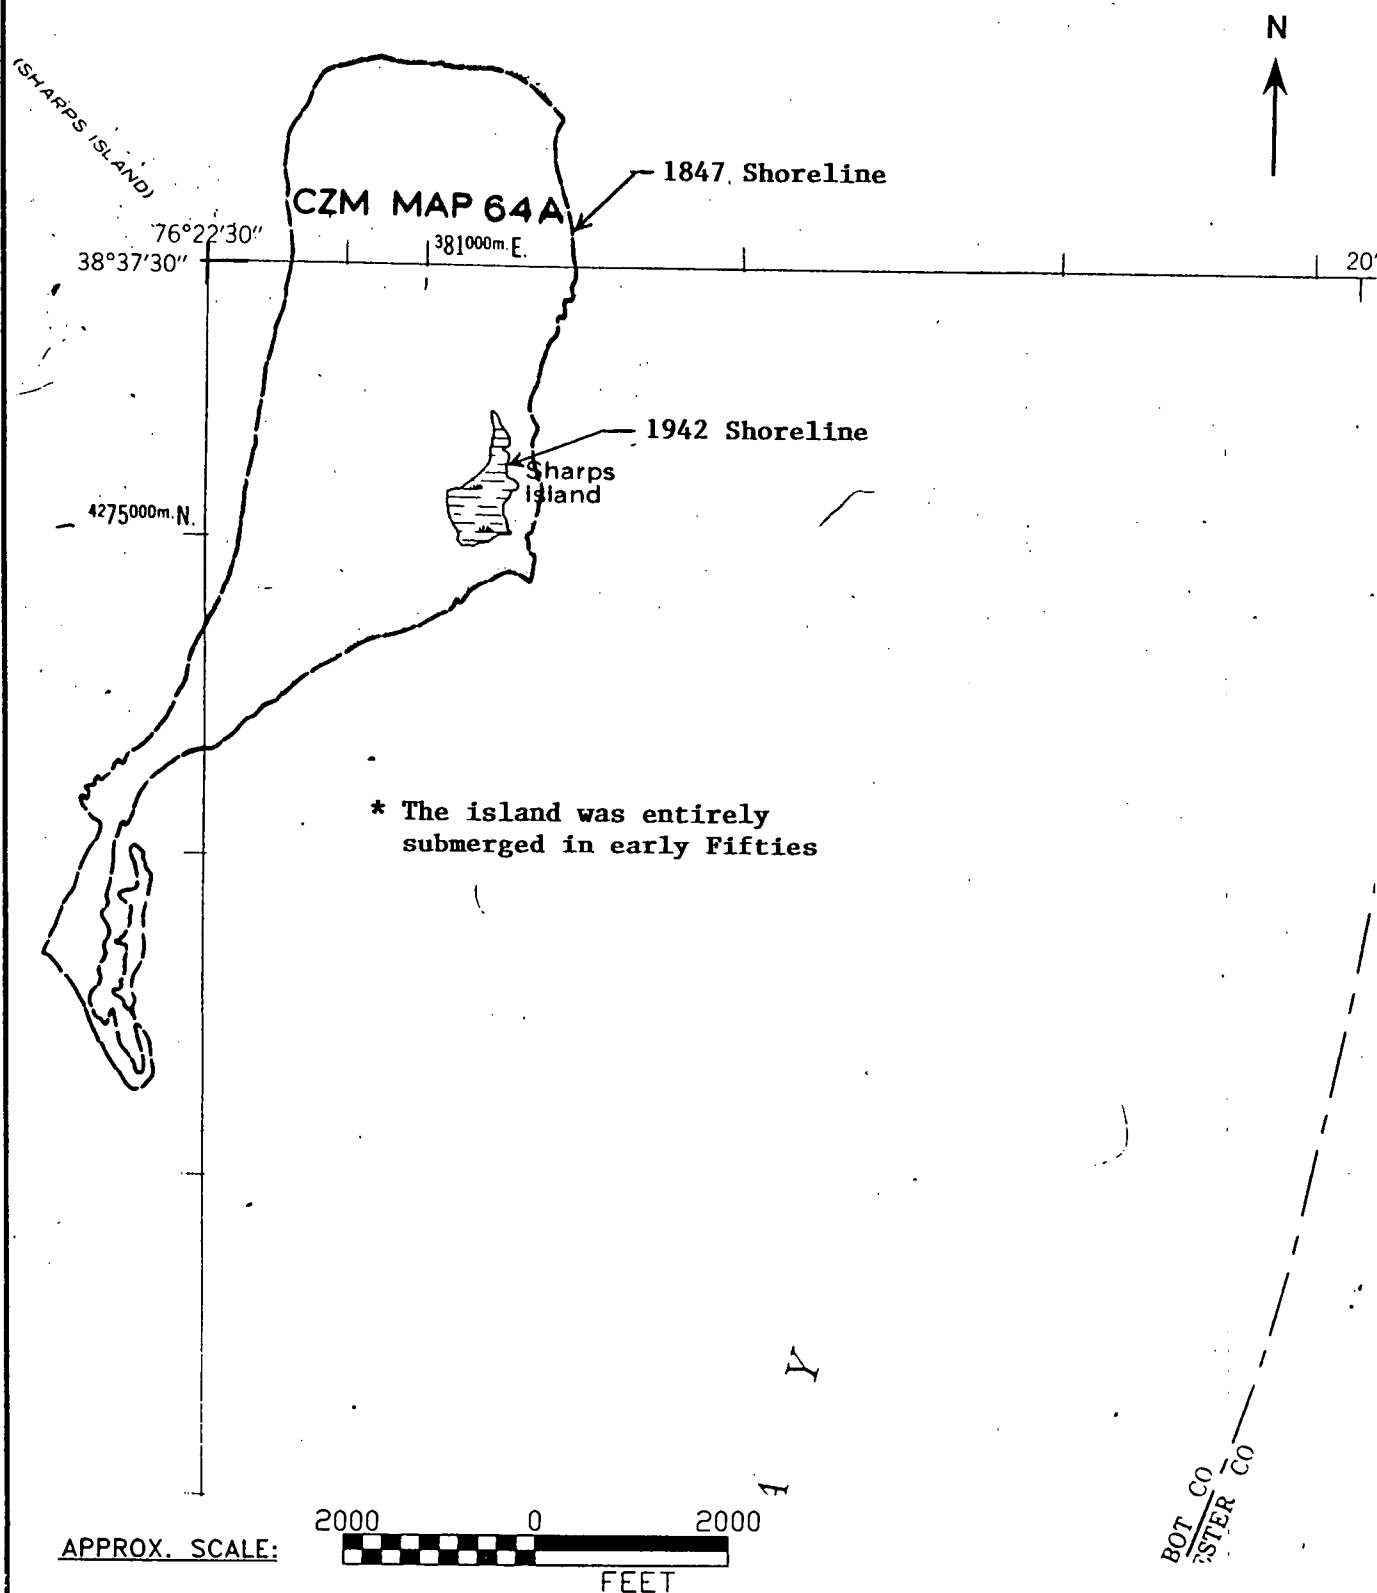 N
(SHARPS ISLAND)
1847 Shoreline
CZM MAP 64A
76°22'30"
381000m.E.
38°37'30"
20'
1942 Shoreline
Sharps
Island
4275000m.N.
* The island was entirely
submerged in early Fifties
Y
CO
CO
BOT
ESTER
2000 0 2000
APPROX. SCALE:
FEET